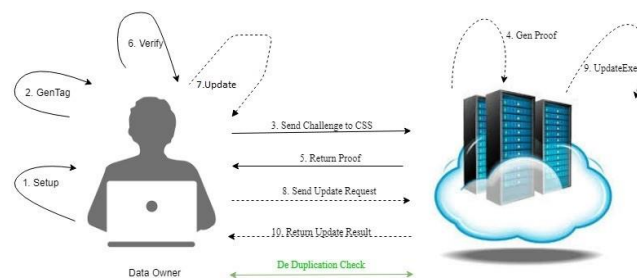 6. Verify
4. Gen Proof
9. UpdateExe
7.Update
2. GenTag
3. Send Challenge to CSS
5. Return Proof
1. Setup
8. Send Update Request
10. Return Update Result
Data Owner
De Duplication Check